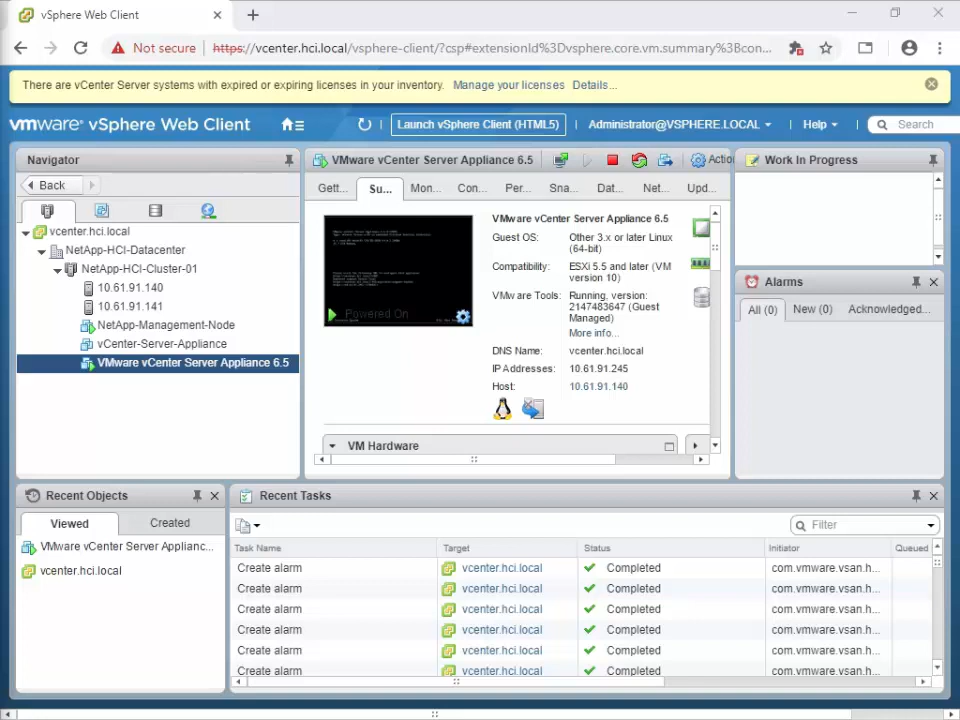 vSphere Web Client
Not secure
https://vcenter.hci.local/vsphere-client/?csp#extensionId%3Dvsphere.core.vm.summary%3Bcon...
There are vCenter Server systems with expired or expiring licenses in your inventory. Manage your licenses Details...
vmware® vSphere Web Client
Launch vSphere Client (HTML5)
Administrator@VSPHERE.LOCAL
Help
Search
Navigator
VMware vCenter Server Appliance 6.5
Actio
Work In Progress
Back
Gett... Su... Mon... Con... Per... Sna... Dat... Net... Upd...
vcenter.hci.local
NetApp-HCI-Datacenter
NetApp-HCI-Cluster-01
10.61.91.140
10.61.91.141
NetApp-Management-Node
vCenter-Server-Appliance
VMware vCenter Server Appliance 6.5
Powered On
VMware vCenter Server Appliance 6.5
Guest OS: Other 3.x or later Linux
(64-bit)
Compatibility: ESXi 5.5 and later (VM
version 10)
VMware Tools: Running, version:
2147483647 (Guest
Managed)
More info...
DNS Name: vcenter.hci.local
IP Addresses: 10.61.91.245
Host: 10.61.91.140
VM Hardware
Alarms
All (0) New (0) Acknowledged...
Recent Objects
Viewed Created
VMware vCenter Server Applianc...
vcenter.hci.local
Recent Tasks
Filter
Task Name Target Status Initiator Queued
Create alarm vcenter.hci.local Completed com.vmware.vsan.h...
Create alarm vcenter.hci.local Completed com.vmware.vsan.h...
Create alarm vcenter.hci.local Completed com.vmware.vsan.h...
Create alarm vcenter.hci.local Completed com.vmware.vsan.h...
Create alarm vcenter.hci.local Completed com.vmware.vsan.h...
Create alarm vcenter.hci.local Completed com.vmware.vsan.h...